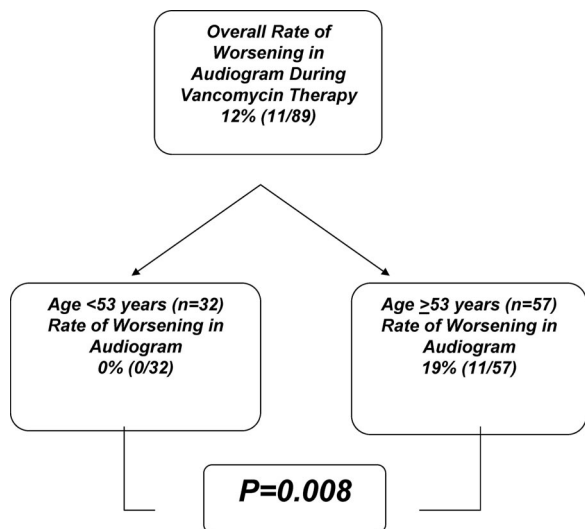 Overall Rate of
Worsening in
Audiogram During
Vancomycin Therapy
12% (11/89)
Age <53 years (n=32)
Rate of Worsening in
Audiogram
0% (0/32)
Age ≥53 years (n=57)
Rate of Worsening in
Audiogram
19% (11/57)
P=0.008